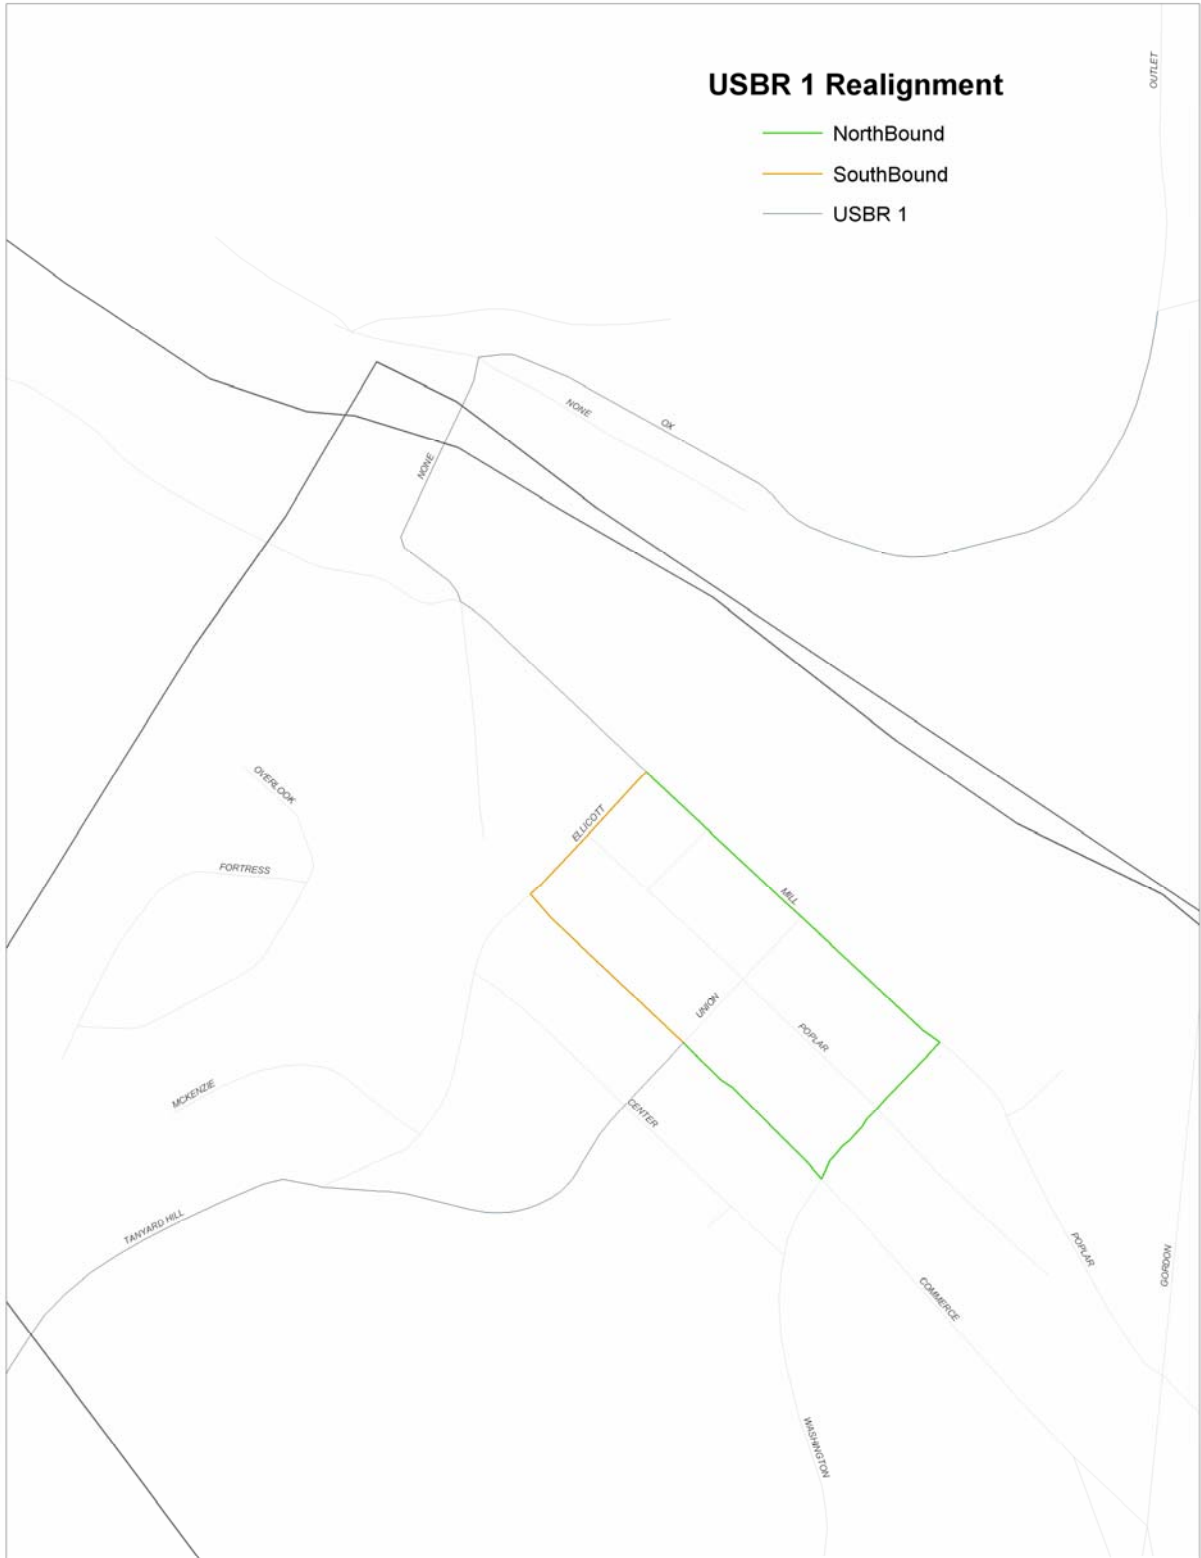 OUTLET
USBR 1 Realignment
NorthBound
SouthBound
USBR 1
NONE
OX
NONE
OVERLOOK
ELLICOTT
FORTRESS
MILL
UNION
POPLAR
MCKENZIE
CENTER
TANYARD HILL
POPLAR
GORDON
COMMERCE
WASHINGTON